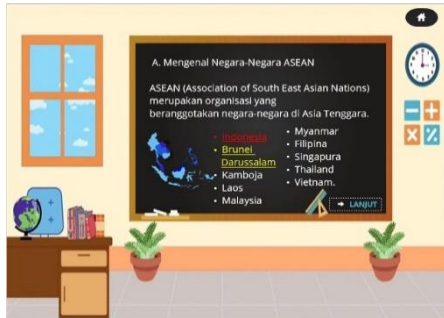 A. Mengenal Negara-Negara ASEAN
ASEAN (Association of South East Asian Nations)
merupakan organisasi yang
beranggotakan negara-negara di Asia Tenggara.
• Indonesia
• Brunei
Darussalam
• Kamboja
• Laos
• Malaysia
• Myanmar
• Filipina
• Singapura
• Thailand
• Vietnam.
➜ LANJUT